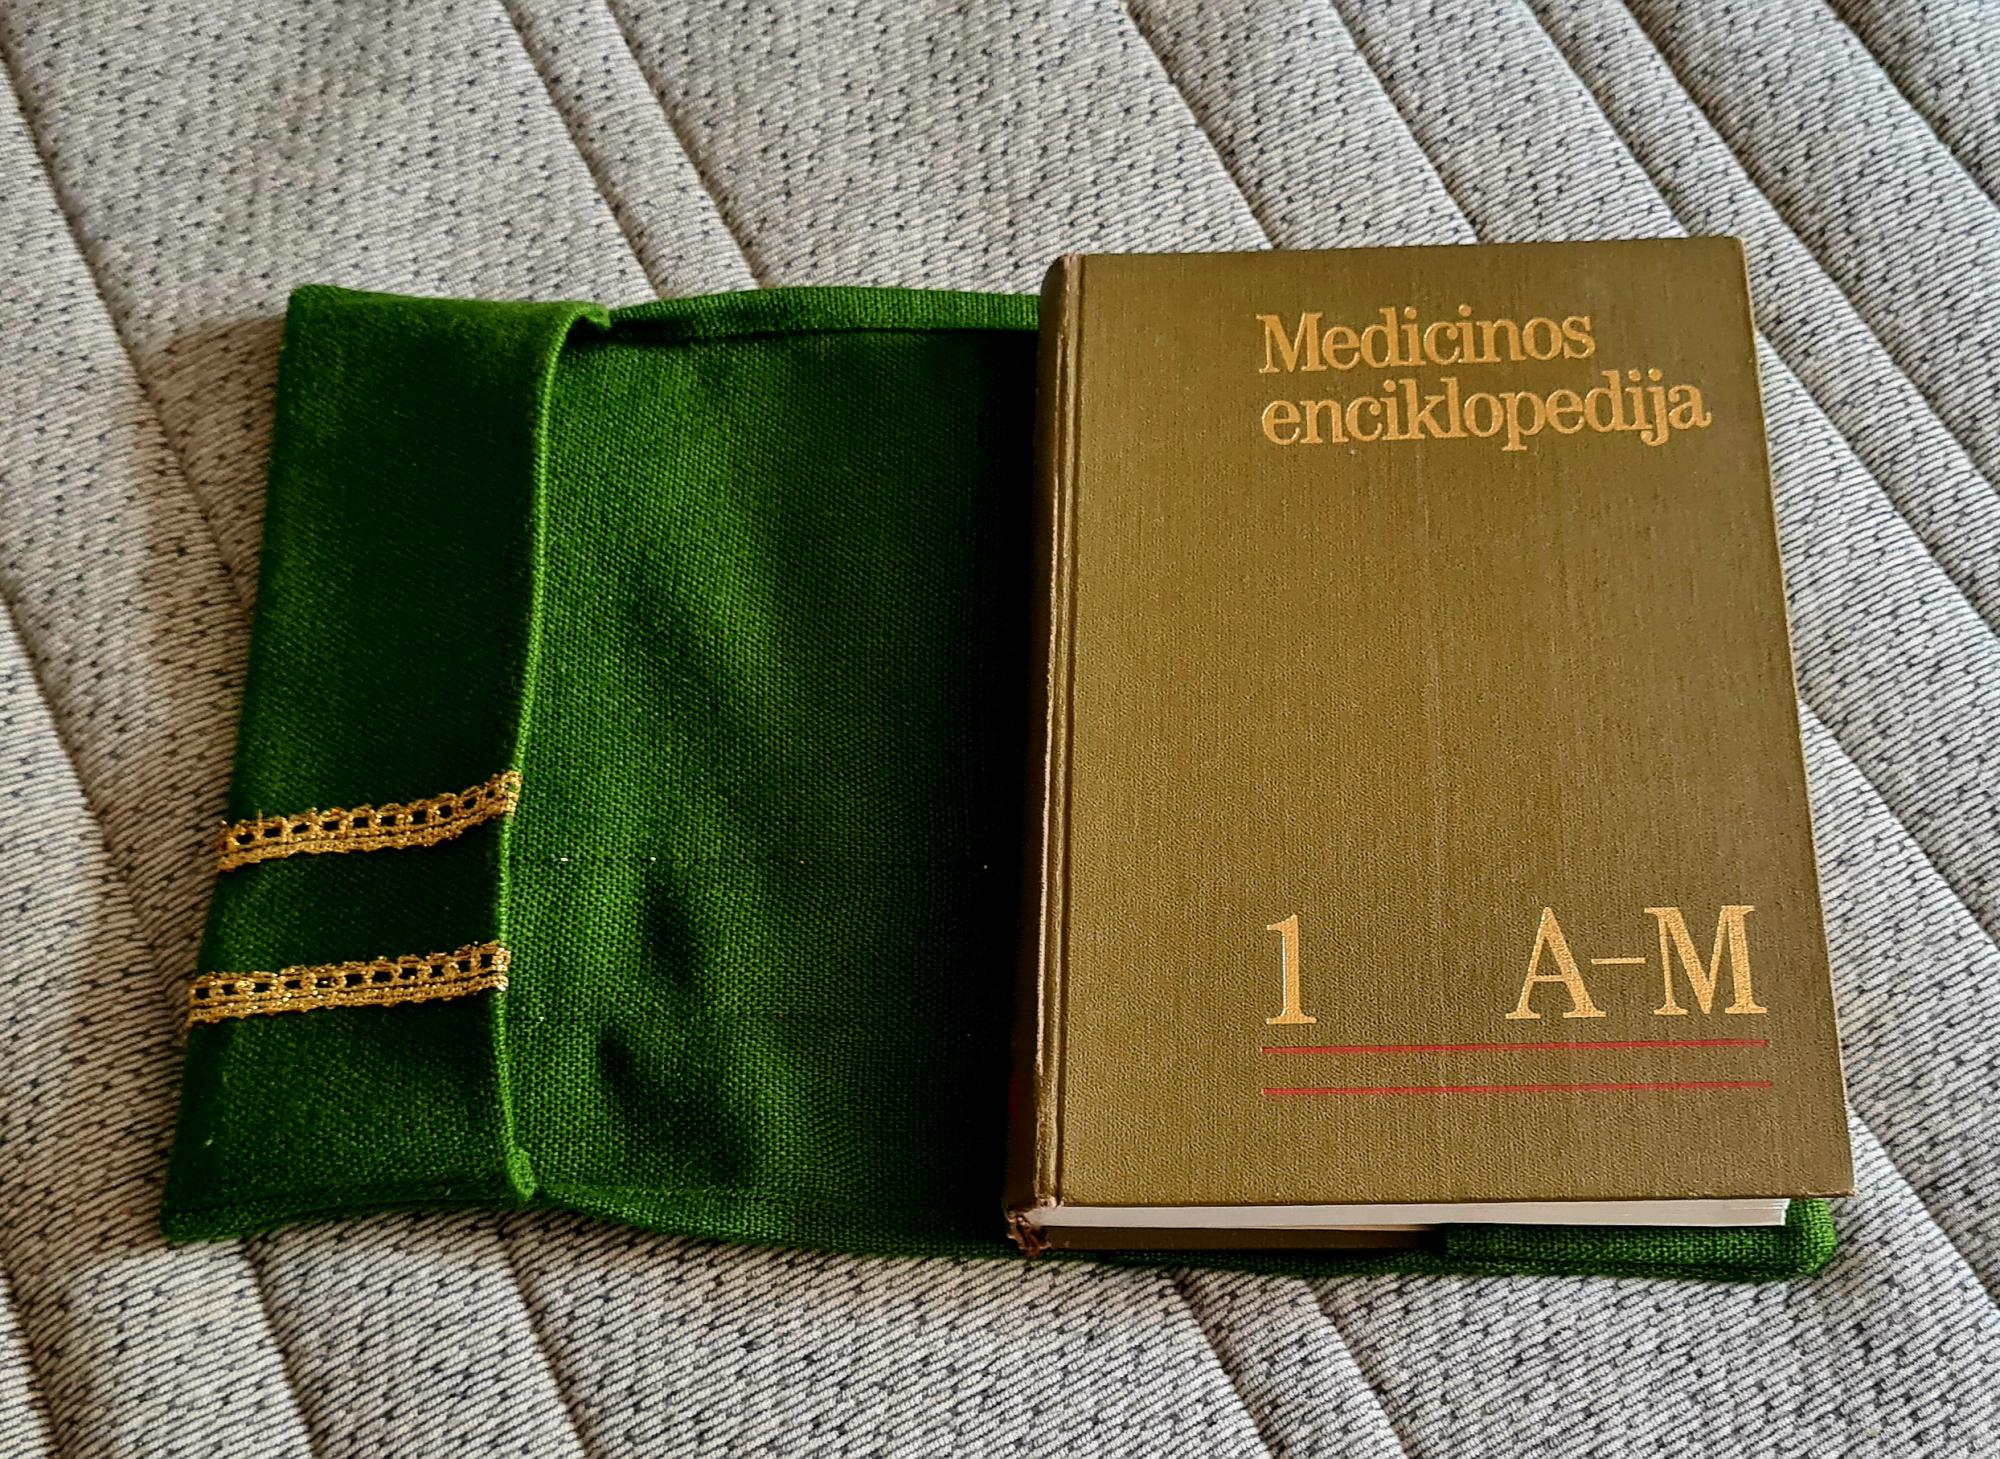 Medicinos
enciklopedija
1 A–M